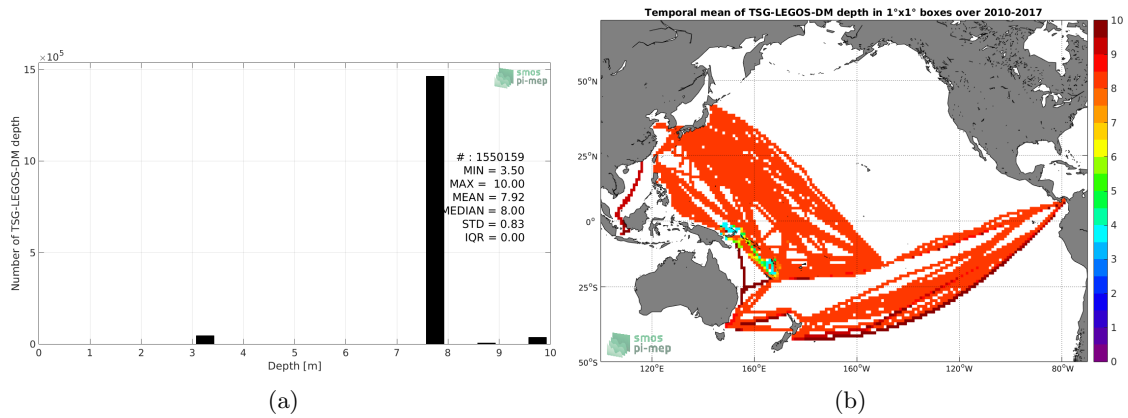 ×10⁵
15
10
5
0
Number of TSG-LEGOS-DM depth
smos
pi-mep
# : 1550159
MIN = 3.50
MAX = 10.00
MEAN = 7.92
MEDIAN = 8.00
STD = 0.83
IQR = 0.00
0 1 2 3 4 5 6 7 8 9 10
Depth [m]
(a)
Temporal mean of TSG-LEGOS-DM depth in 1°x1° boxes over 2010-2017
50°N
25°N
0°
25°S
50°S
120°E 160°E 160°W 120°W 80°W
smos
pi-mep
10
9
8
7
6
5
4
3
2
1
0
(b)